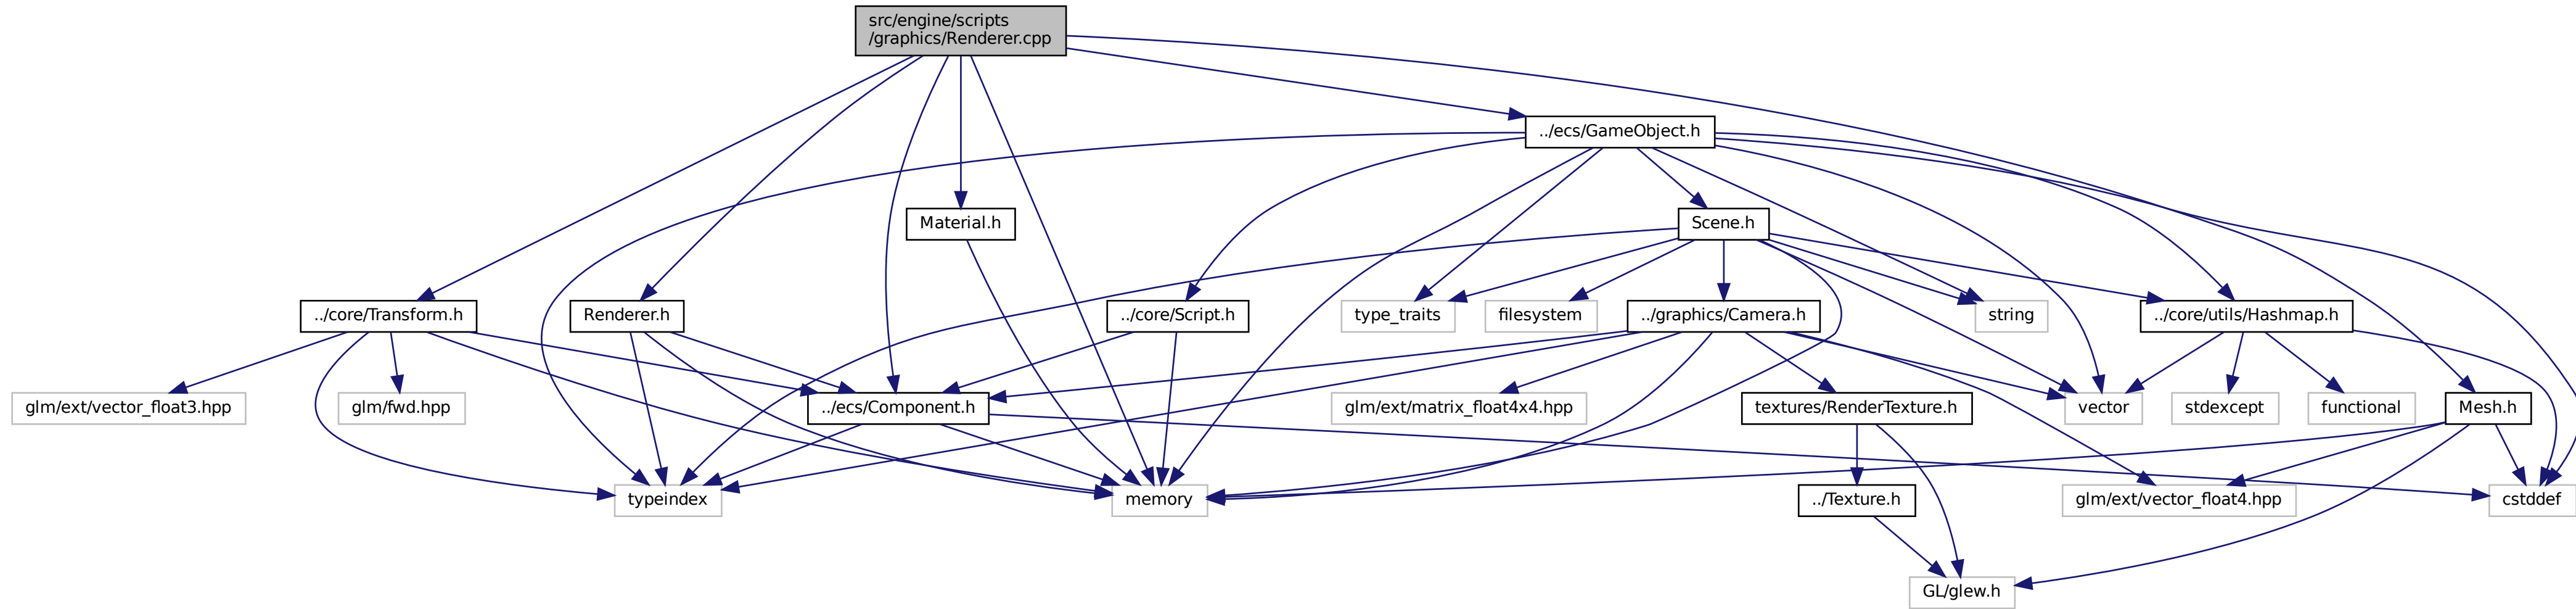 src/engine/scripts
/graphics/Renderer.cpp
../ecs/GameObject.h
Material.h
Scene.h
../core/Transform.h
Renderer.h
../core/Script.h
type_traits
filesystem
../graphics/Camera.h
string
../core/utils/Hashmap.h
glm/ext/vector_float3.hpp
glm/fwd.hpp
../ecs/Component.h
glm/ext/matrix_float4x4.hpp
textures/RenderTexture.h
vector
stdexcept
functional
Mesh.h
typeindex
memory
../Texture.h
glm/ext/vector_float4.hpp
cstddef
GL/glew.h